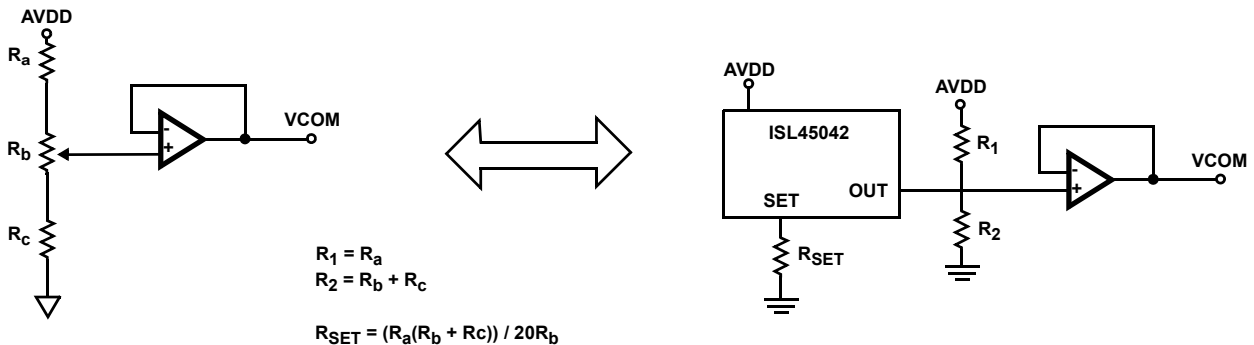 AVDD
Ra
Rb
Rc
-
+
VCOM
R1 = Ra
R2 = Rb + Rc
RSET = (Ra(Rb + Rc)) / 20Rb
AVDD
ISL45042
SET
OUT
RSET
AVDD
R1
R2
-
+
VCOM